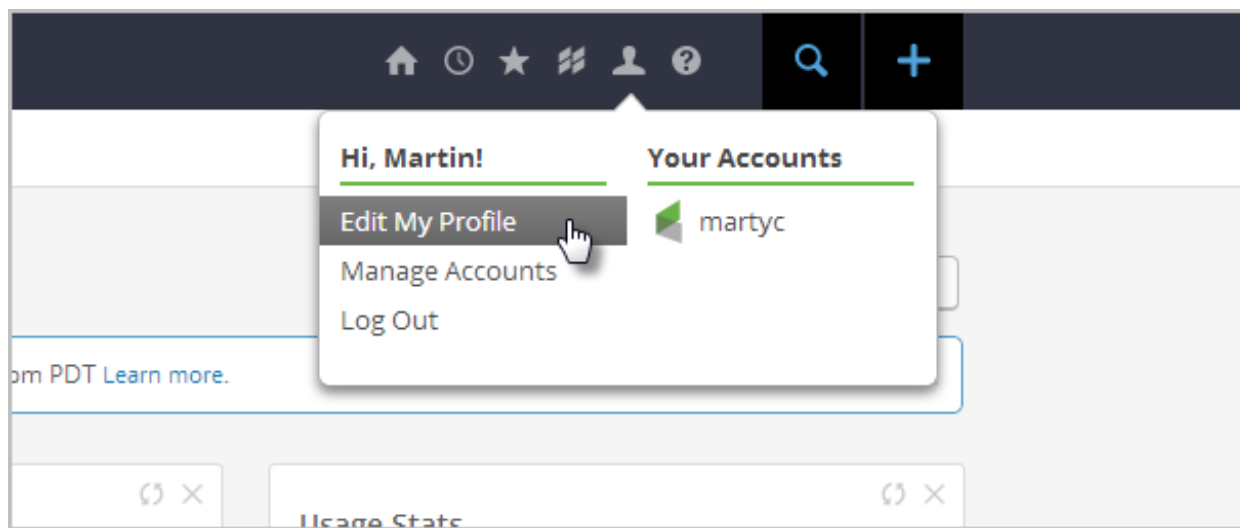 Hi, Martin!
Edit My Profile
Manage Accounts
Log Out
Your Accounts
martyc
om PDT Learn more.
Usage Stats